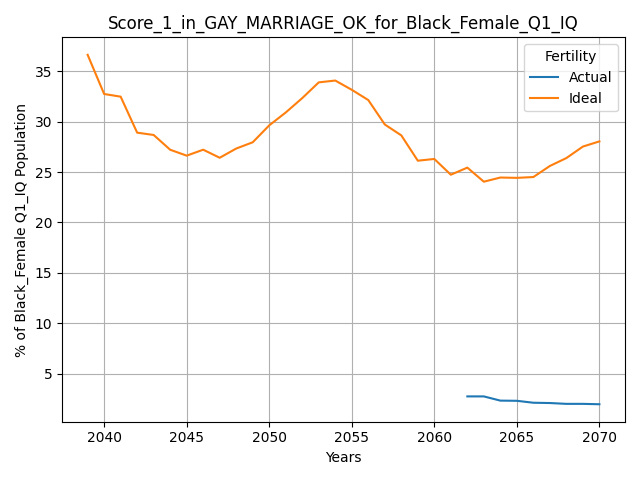 Score_1_in_GAY_MARRIAGE_OK_for_Black_Female_Q1_IQ
Fertility
Actual
Ideal
% of Black_Female Q1_IQ Population
35
30
25
20
15
10
5
2040 2045 2050 2055 2060 2065 2070
Years